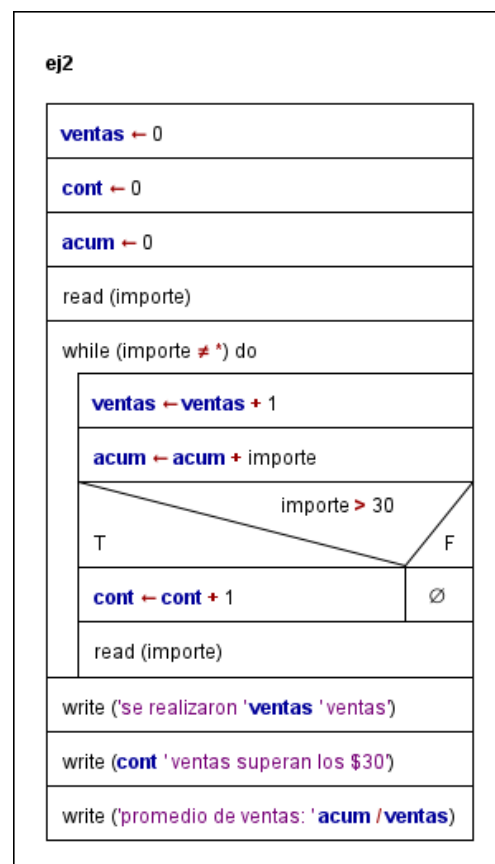 ej2
ventas ← 0
cont ← 0
acum ← 0
read (importe)
while (importe ≠ *) do
ventas ← ventas + 1
acum ← acum + importe
importe > 30
T
F
cont ← cont + 1
∅
read (importe)
write ('se realizaron 'ventas 'ventas')
write (cont 'ventas superan los $30')
write ('promedio de ventas: 'acum / ventas)